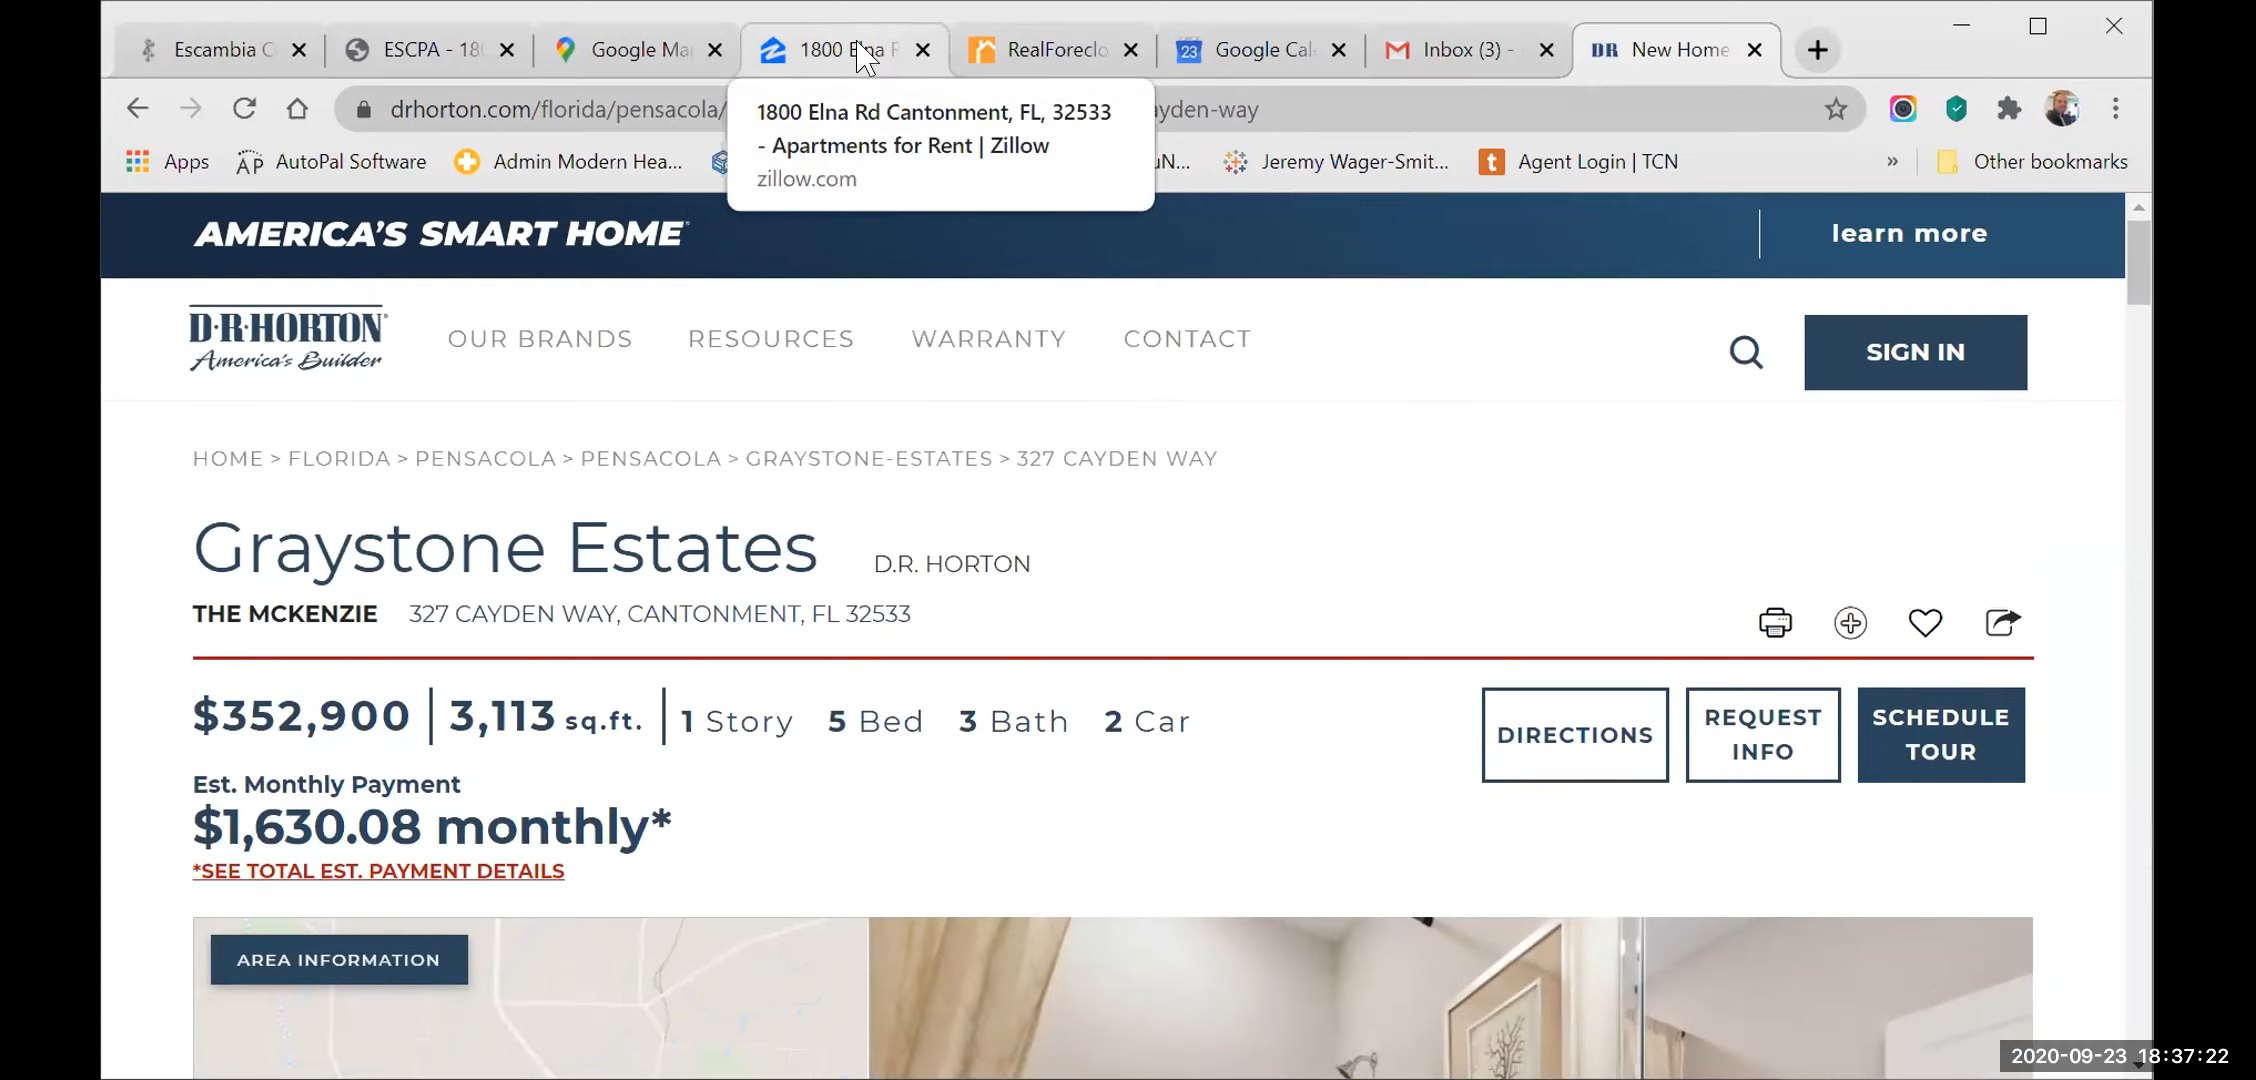 Escambia C
ESCPA - 180
Google Ma
1800 Elna R
RealForeclo
23
Google Cal
Inbox (3) -
DR
New Home
drhorton.com/florida/pensacola/
ayden-way
1800 Elna Rd Cantonment, FL, 32533
- Apartments for Rent | Zillow
zillow.com
Apps
AP
AutoPal Software
Admin Modern Hea...
uN...
Jeremy Wager-Smit...
t
Agent Login | TCN
»
Other bookmarks
AMERICA'S SMART HOME
learn more
D·R·HORTON
America's Builder
OUR BRANDS
RESOURCES
WARRANTY
CONTACT
SIGN IN
HOME > FLORIDA > PENSACOLA > PENSACOLA > GRAYSTONE-ESTATES > 327 CAYDEN WAY
Graystone Estates
D.R. HORTON
THE MCKENZIE 327 CAYDEN WAY, CANTONMENT, FL 32533
$352,900 | 3,113 sq.ft. | 1 Story 5 Bed 3 Bath 2 Car
DIRECTIONS
REQUEST
INFO
SCHEDULE
TOUR
Est. Monthly Payment
$1,630.08 monthly*
*SEE TOTAL EST. PAYMENT DETAILS
AREA INFORMATION
2020-09-23 18:37:22